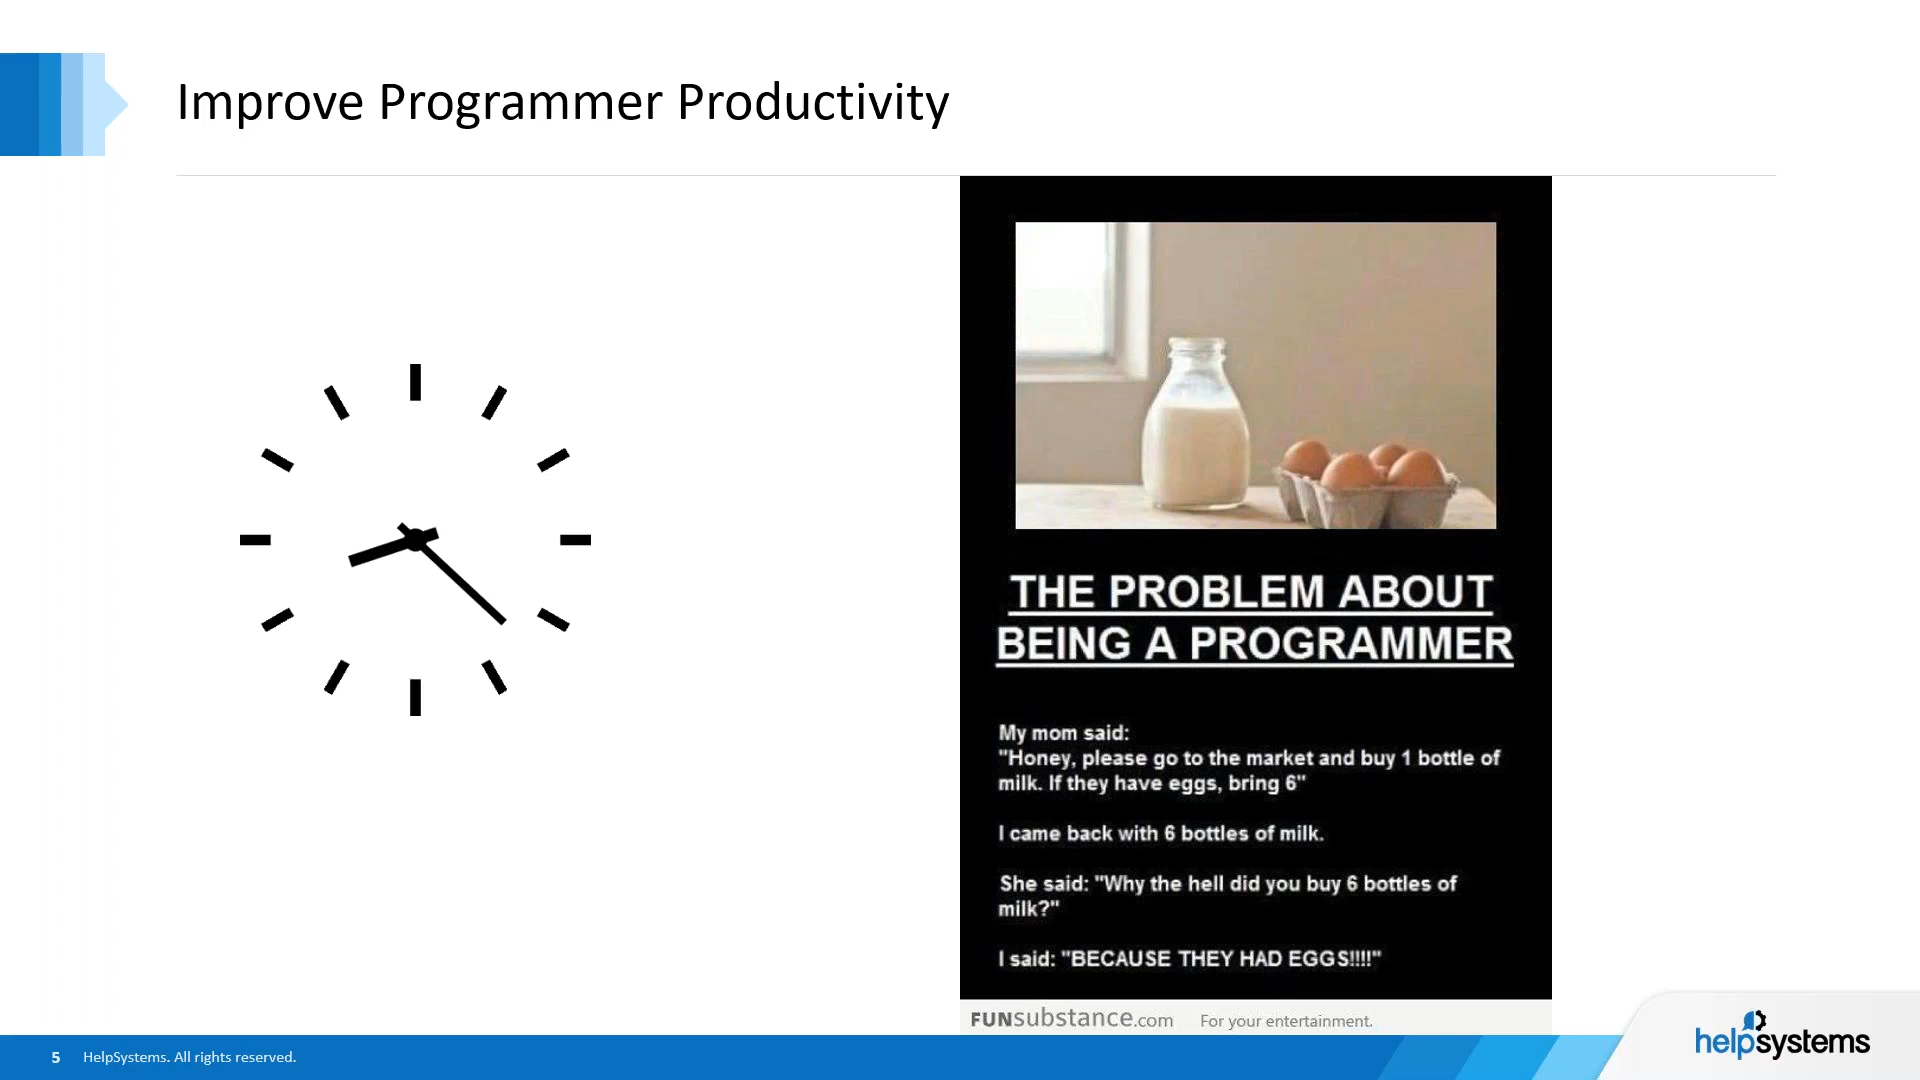 Improve Programmer Productivity
THE PROBLEM ABOUT
BEING A PROGRAMMER
My mom said:
"Honey, please go to the market and buy 1 bottle of
milk. If they have eggs, bring 6"
I came back with 6 bottles of milk.
She said: "Why the hell did you buy 6 bottles of
milk?"
I said: "BECAUSE THEY HAD EGGS!!!!"
FUNsubstance.com For your entertainment.
5 HelpSystems. All rights reserved.
helpsystems